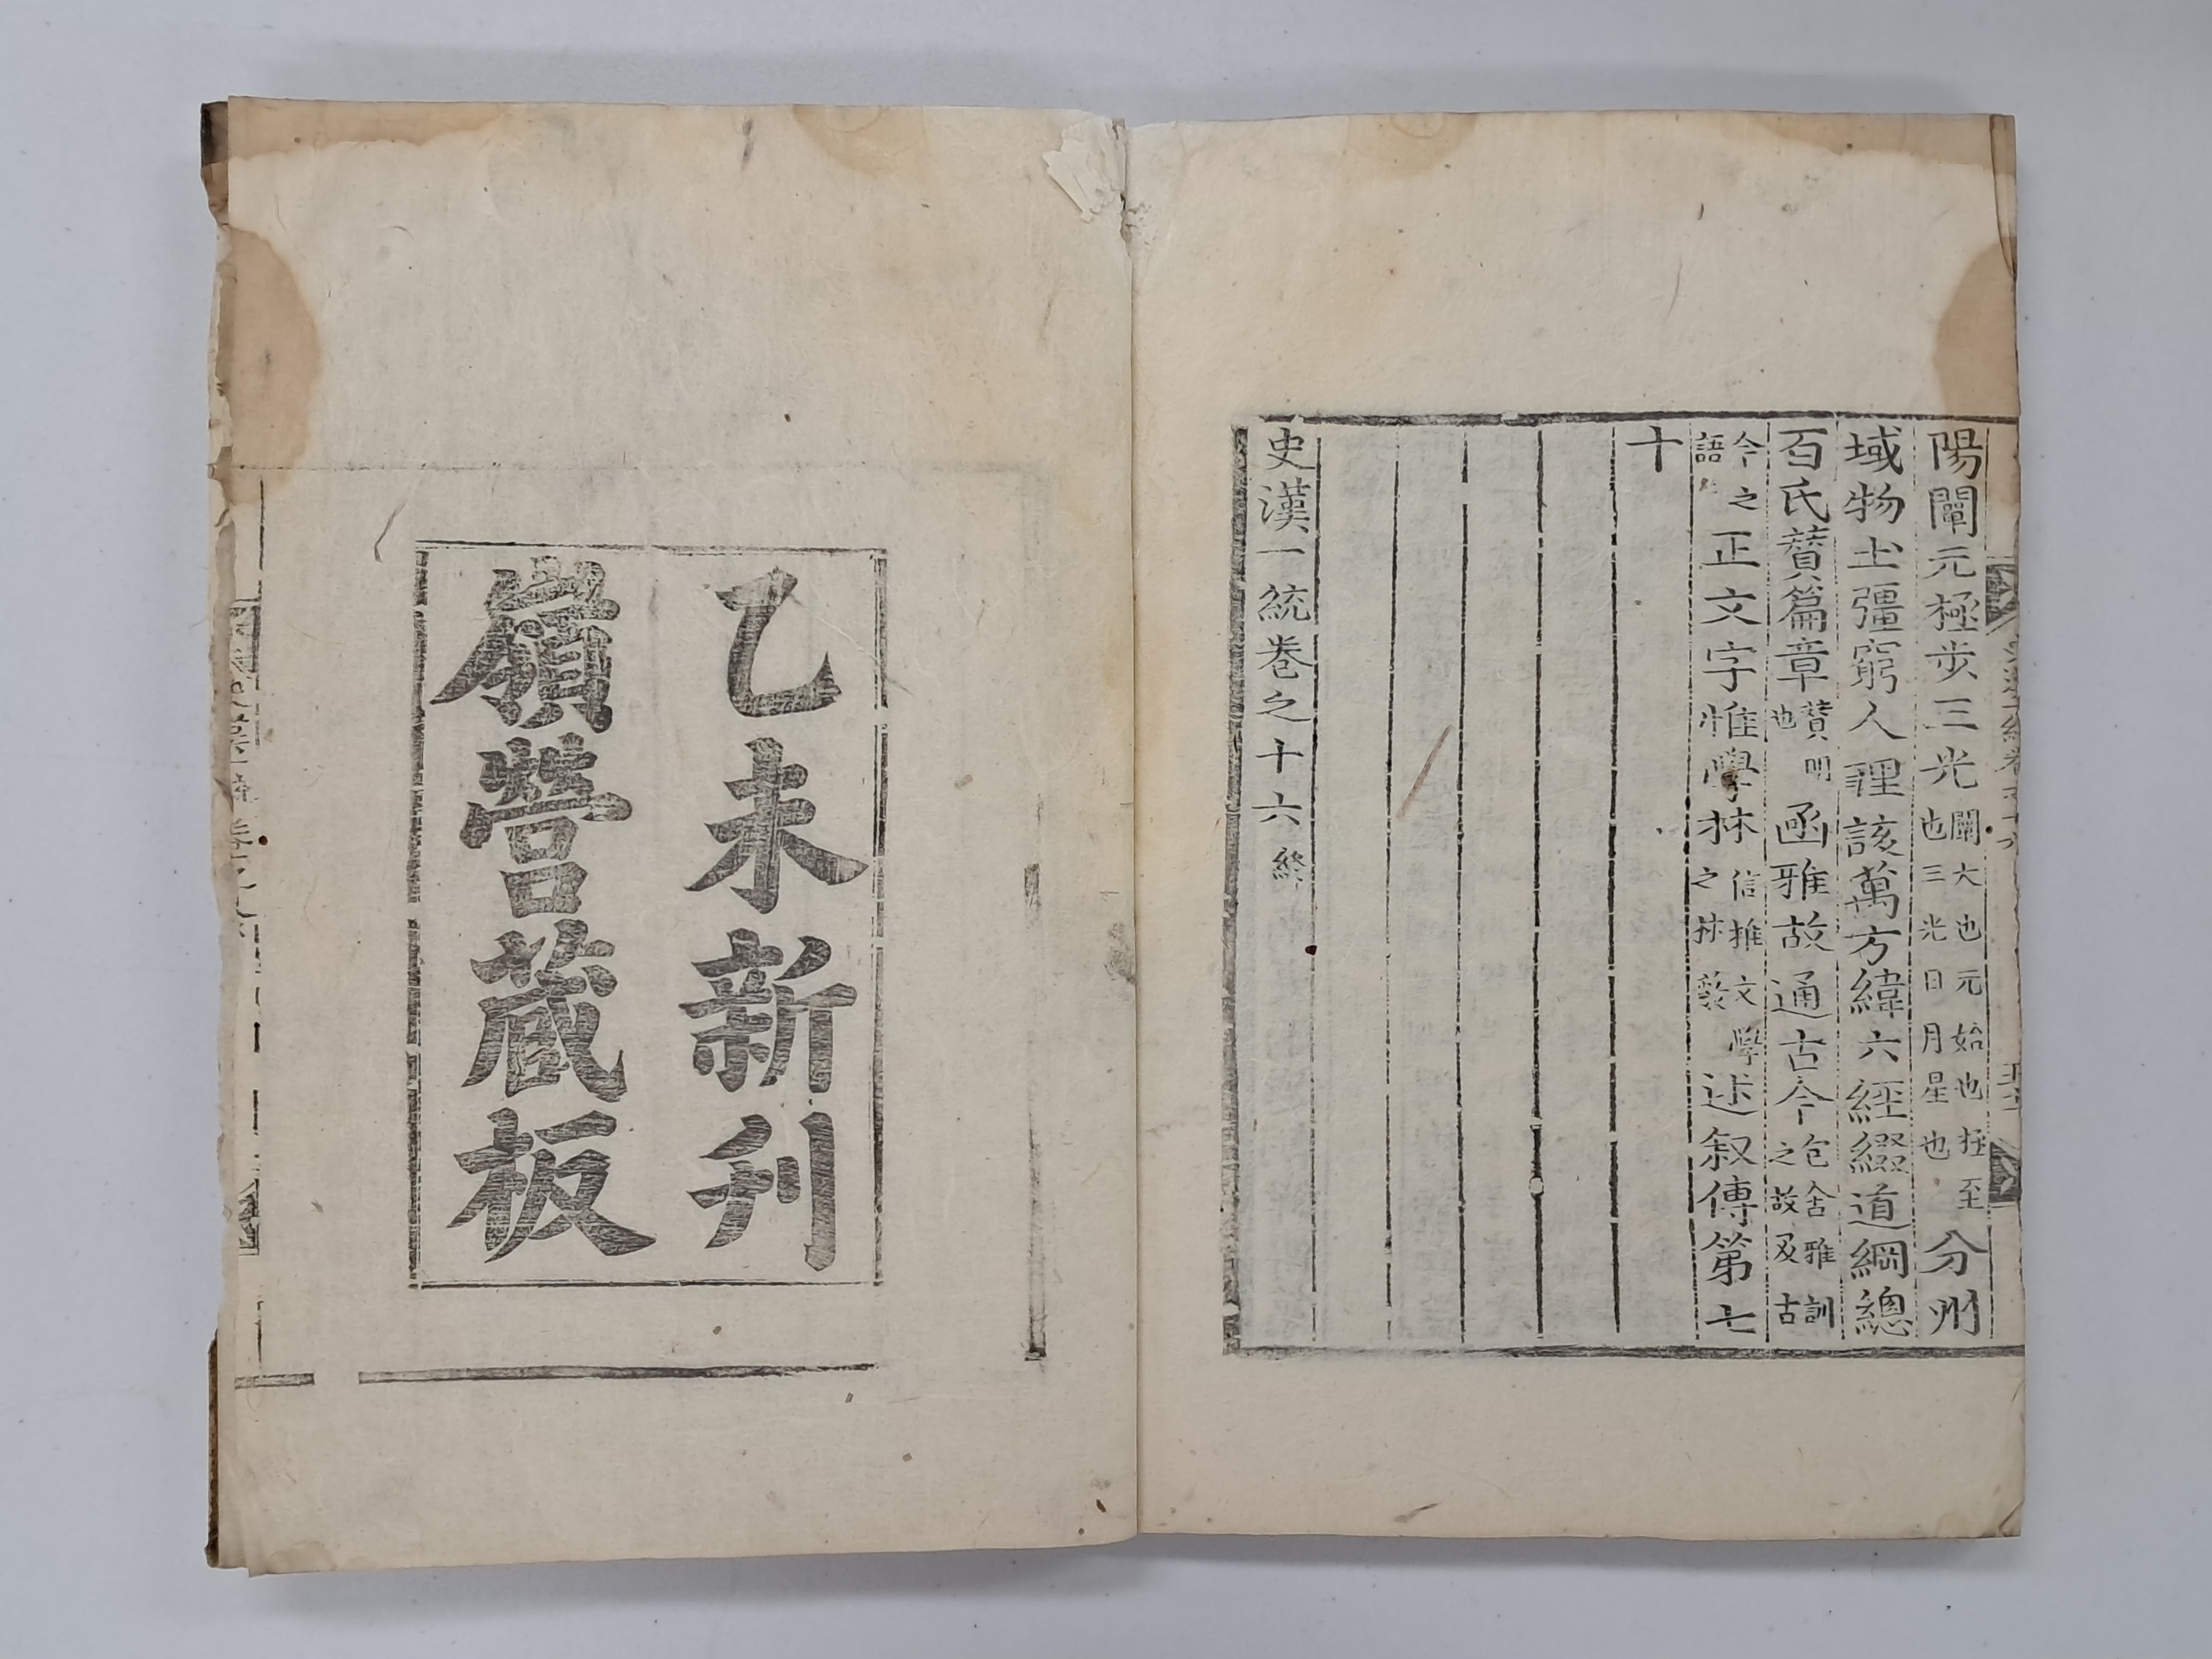 陽闡元極步三光闡大也元始也極至也三光日月星也分州
域物土彊窮人理該萬方緯六經綴道綱總
百氏贊篇章贊明也函雅故通古今包含雅訓之故及古
今之語正文字惟學林信推文學之林藂述叙傳第七
十
史漢一統卷之十六終
乙未新刊
嶺營藏板